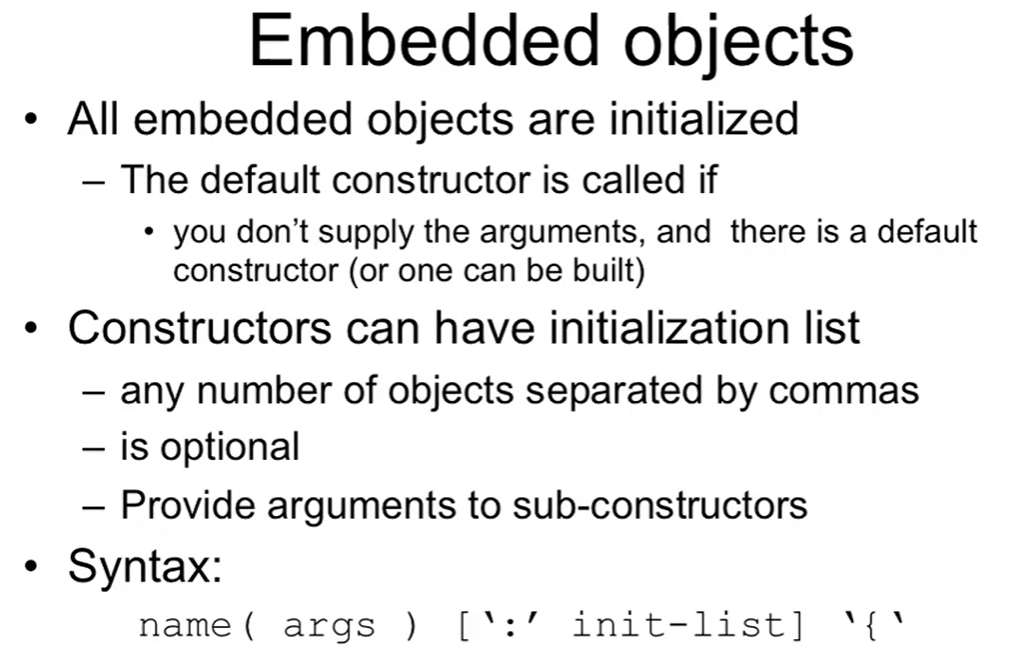 Embedded objects
• All embedded objects are initialized
– The default constructor is called if
• you don’t supply the arguments, and there is a default
constructor (or one can be built)
• Constructors can have initialization list
– any number of objects separated by commas
– is optional
– Provide arguments to sub-constructors
• Syntax:
name( args ) [‘:’ init-list] ‘{‘